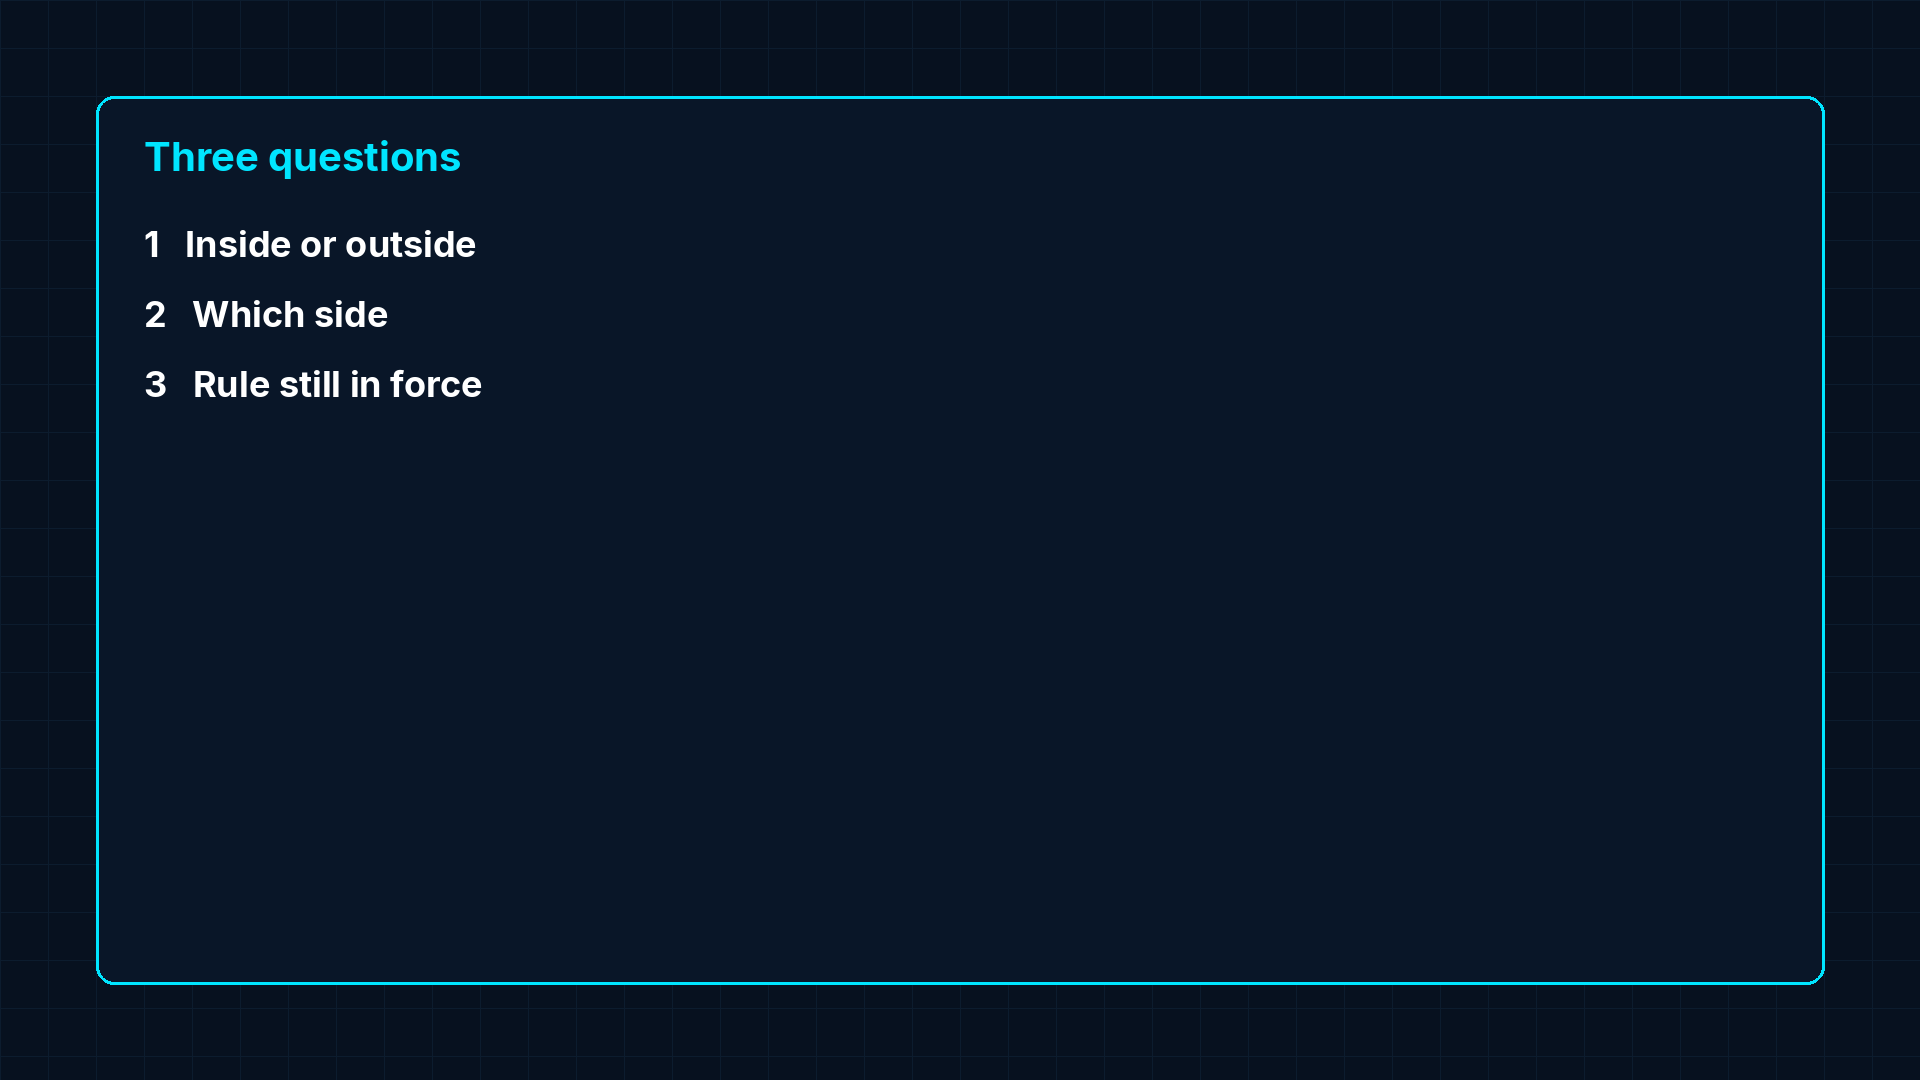 Three questions
1 Inside or outside
2 Which side
3 Rule still in force